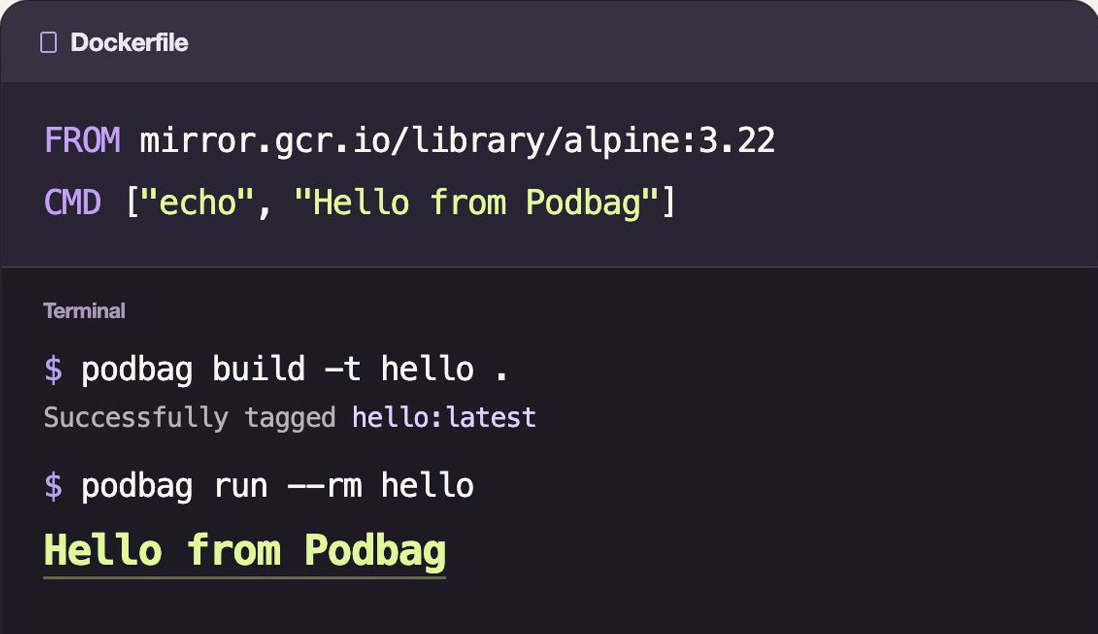 Dockerfile
FROM mirror.gcr.io/library/alpine:3.22
CMD ["echo", "Hello from Podbag"]
Terminal
$ podbag build -t hello .
Successfully tagged hello:latest
$ podbag run --rm hello
Hello from Podbag